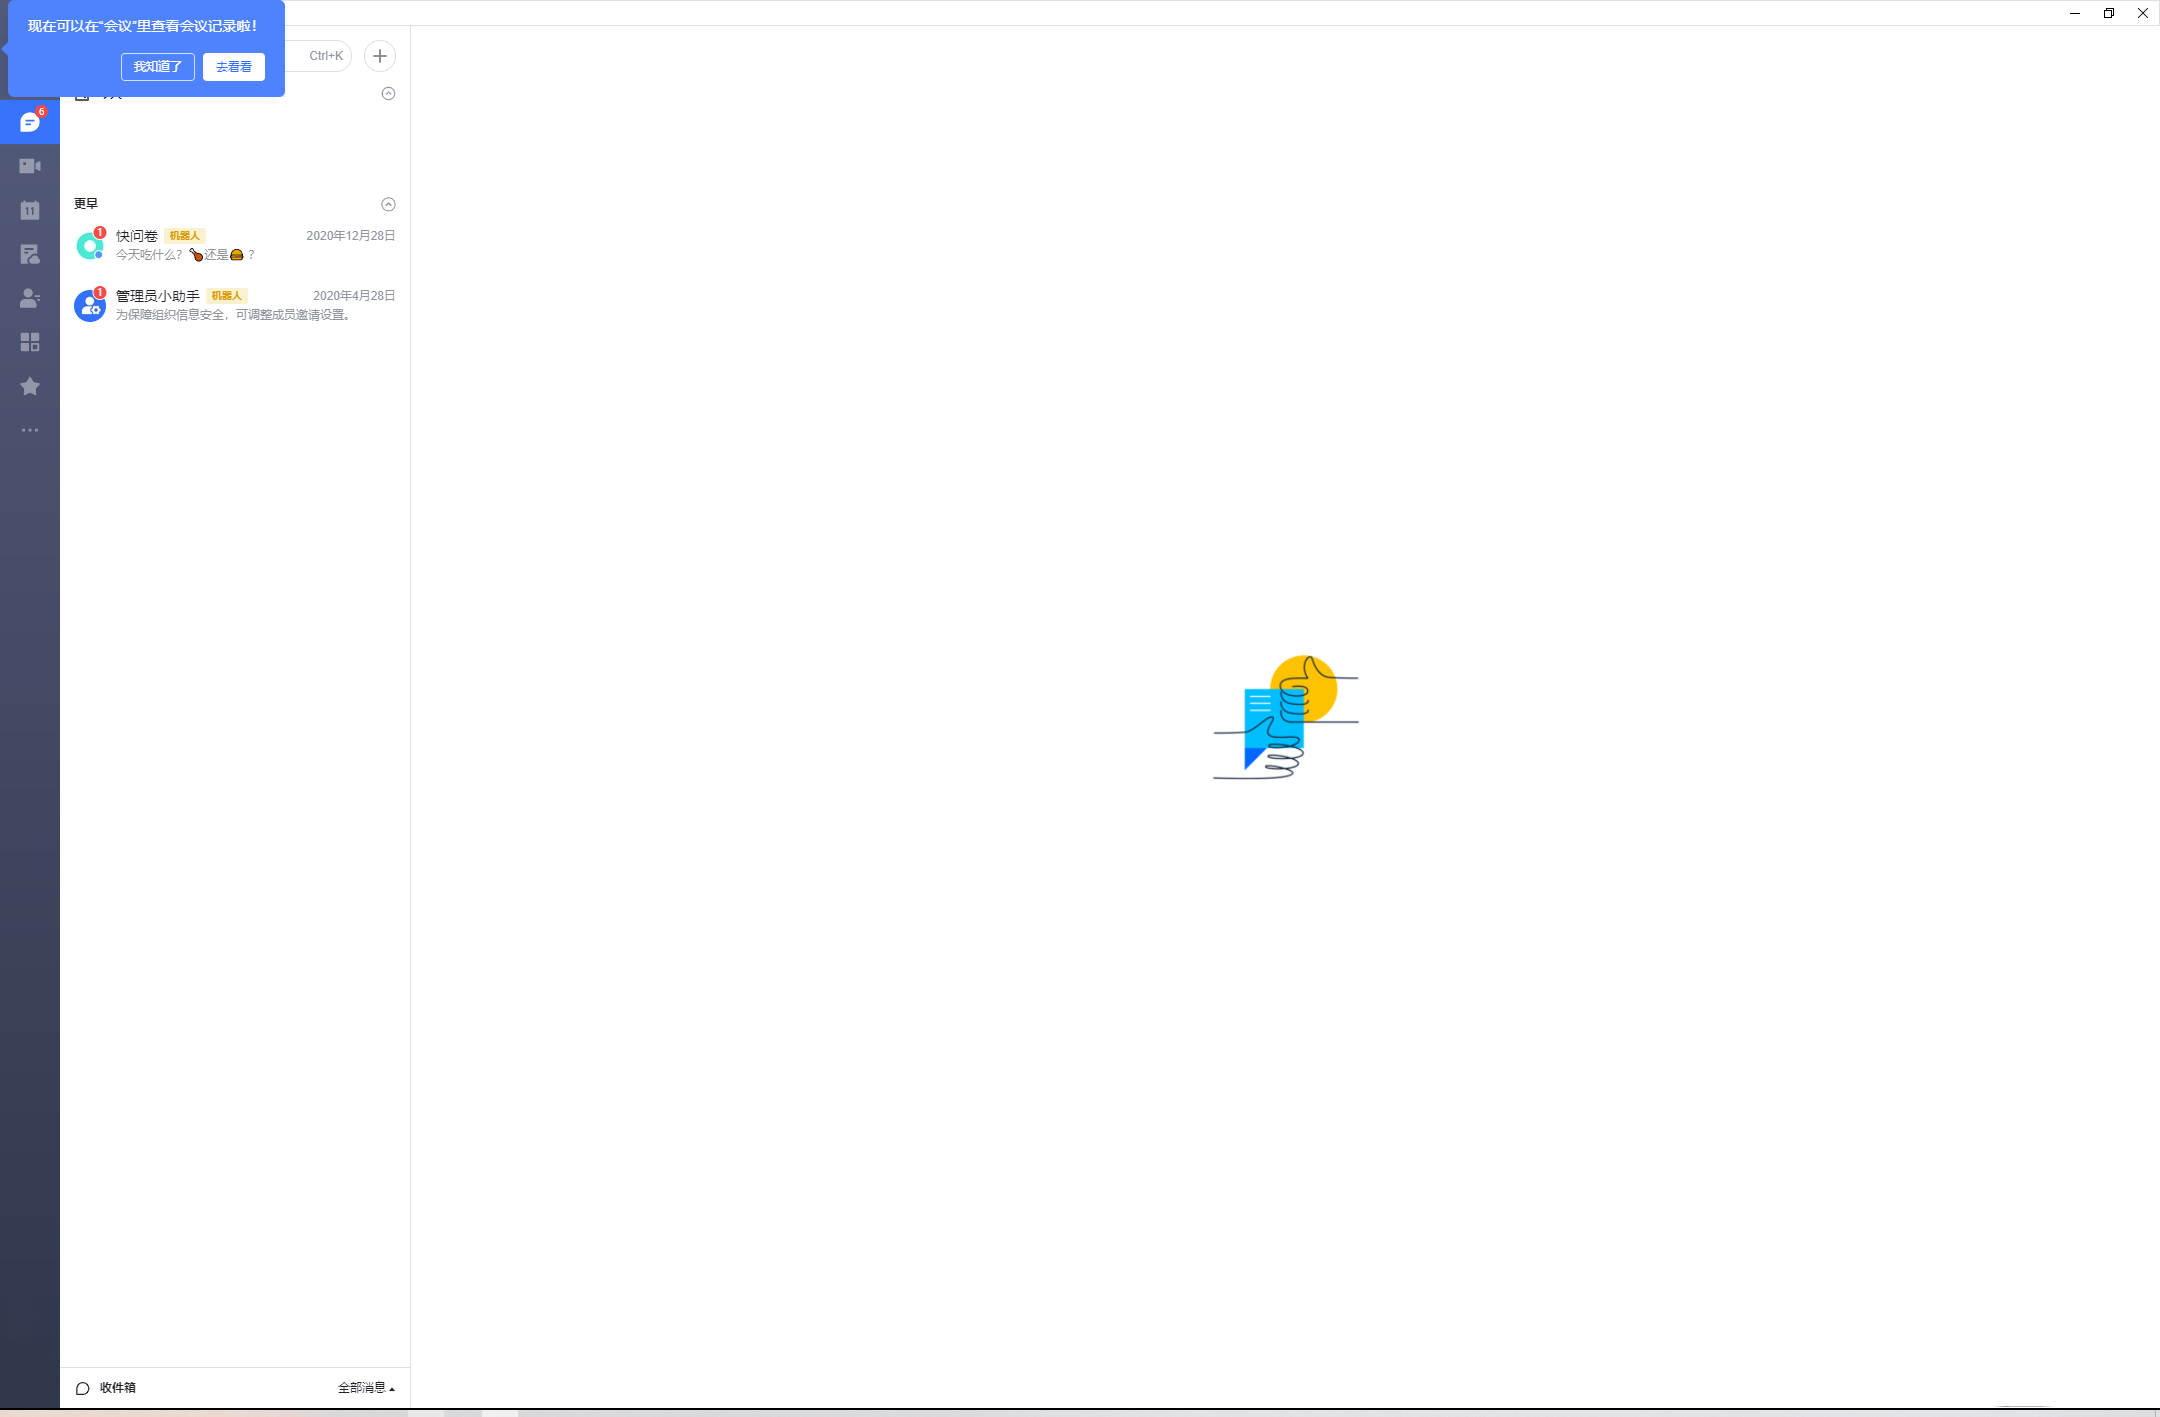 现在可以在“会议”里查看会议记录啦！
我知道了
去看看
Ctrl+K
6
11
更早
1
快问卷 机器人 2020年12月28日
今天吃什么？🍗还是🍔？
1
管理员小助手 机器人 2020年4月28日
为保障组织信息安全，可调整成员邀请设置。
收件箱
全部消息